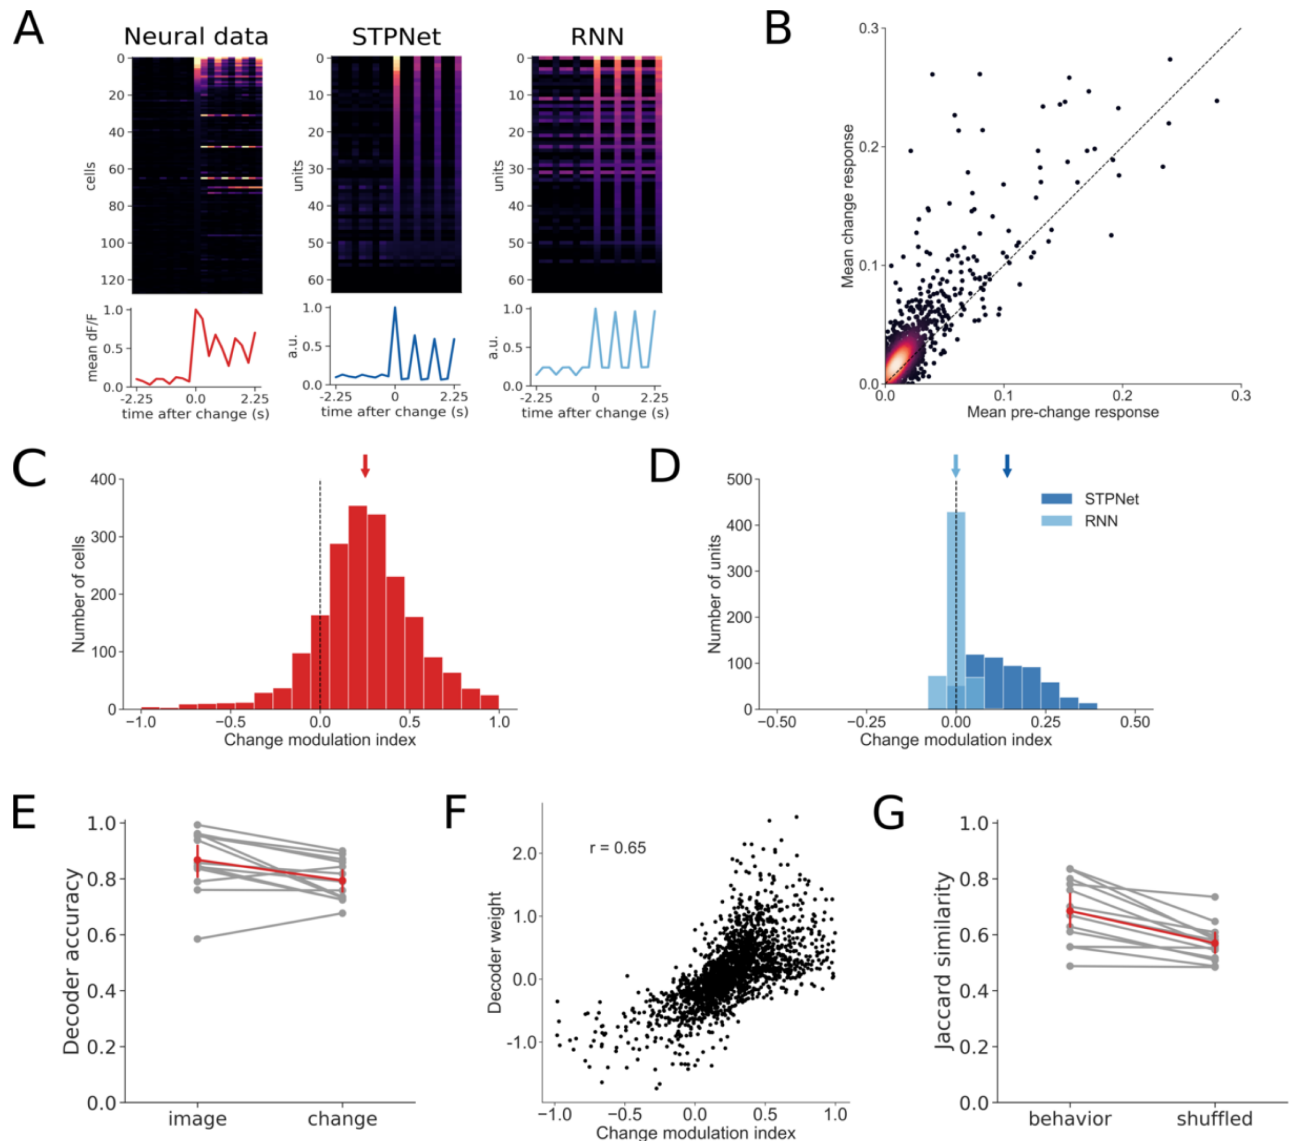 A
Neural data
STPNet
RNN
0
20
40
60
80
100
120
cells
0
10
20
30
40
50
60
units
0
10
20
30
40
50
60
units
1.0
0.5
0.0
mean dF/F
-2.25
0.0
2.25
time after change (s)
1.0
0.5
0.0
a.u.
-2.25
0
2.25
time after change (s)
1.0
0.5
0.0
a.u.
-2.25
0
2.25
time after change (s)
B
0.3
0.2
0.1
0.0
Mean change response
0.0
0.1
0.2
0.3
Mean pre-change response
C
400
300
200
100
0
Number of cells
−1.0
−0.5
0.0
0.5
1.0
Change modulation index
D
500
400
300
200
100
0
Number of units
STPNet
RNN
−0.50
−0.25
0.00
0.25
0.50
Change modulation index
E
1.0
0.8
0.6
0.4
0.2
0.0
Decoder accuracy
image
change
F
r = 0.65
2.0
1.0
0.0
-1.0
Decoder weight
−1.0
−0.5
0.0
0.5
1.0
Change modulation index
G
1.0
0.8
0.6
0.4
0.2
0.0
Jaccard similarity
behavior
shuffled